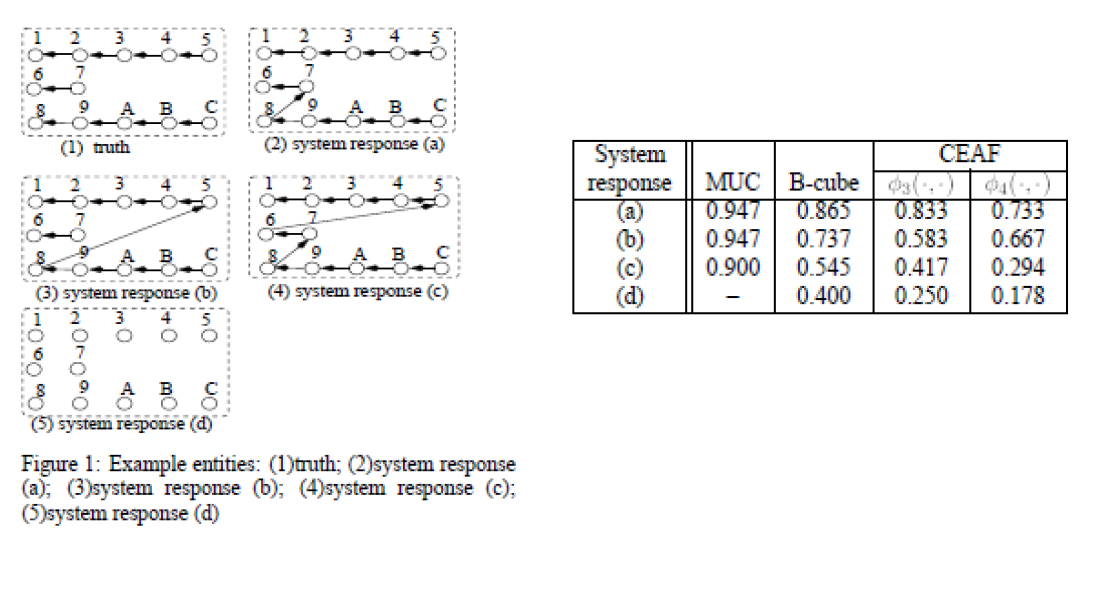 1 2 3 4 5
6 7
8 9 A B C
(1) truth
1 2 3 4 5
6 7
8 9 A B C
(2) system response (a)
1 2 3 4 5
6 7
8 9 A B C
(3) system response (b)
1 2 3 4 5
6 7
8 9 A B C
(4) system response (c)
1 2 3 4 5
6 7
8 9 A B C
(5) system response (d)
Figure 1: Example entities: (1)truth; (2)system response
(a); (3)system response (b); (4)system response (c);
(5)system response (d)
System CEAF
response MUC B-cube ϕ3(·,·) ϕ4(·,·)
(a) 0.947 0.865 0.833 0.733
(b) 0.947 0.737 0.583 0.667
(c) 0.900 0.545 0.417 0.294
(d) – 0.400 0.250 0.178